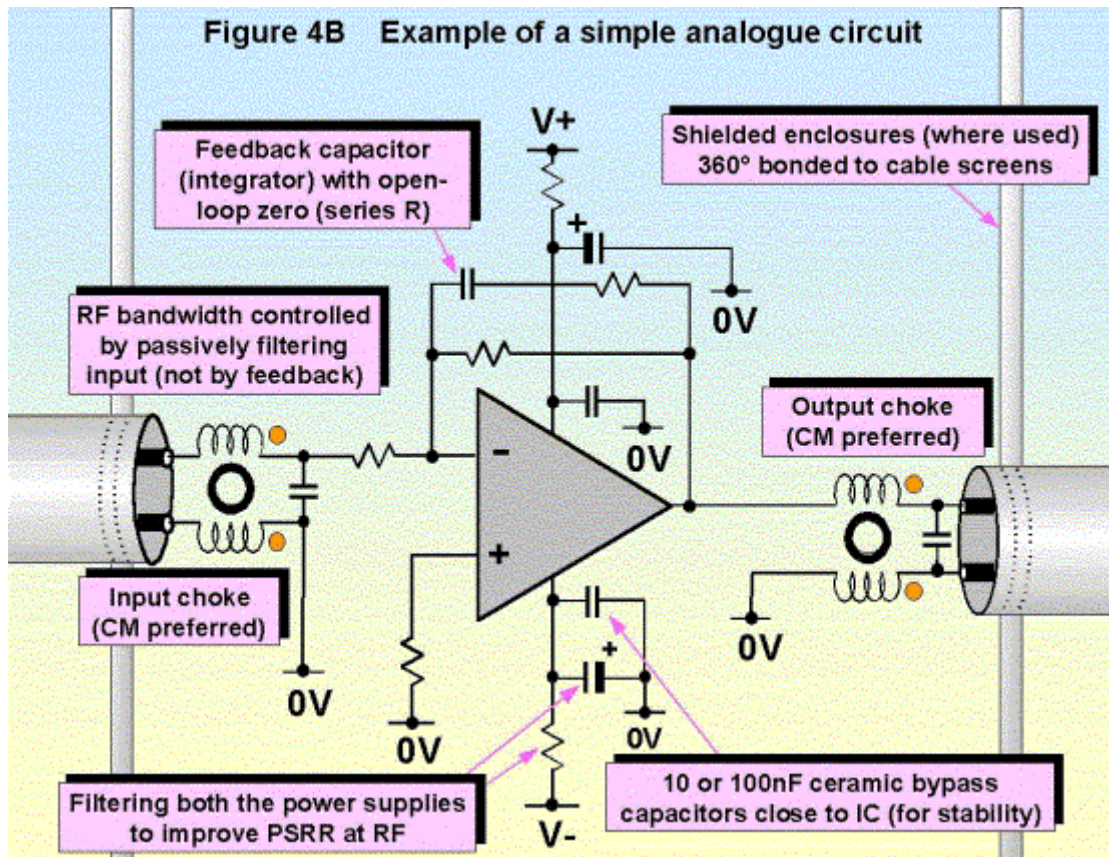 Figure 4B Example of a simple analogue circuit
Feedback capacitor
(integrator) with open-
loop zero (series R)
V+
Shielded enclosures (where used)
360° bonded to cable screens
+
0V
RF bandwidth controlled
by passively filtering
input (not by feedback)
0V
Output choke
(CM preferred)
-
+
Input choke
(CM preferred)
0V
0V
+
0V
0V
Filtering both the power supplies
to improve PSRR at RF
V-
10 or 100nF ceramic bypass
capacitors close to IC (for stability)